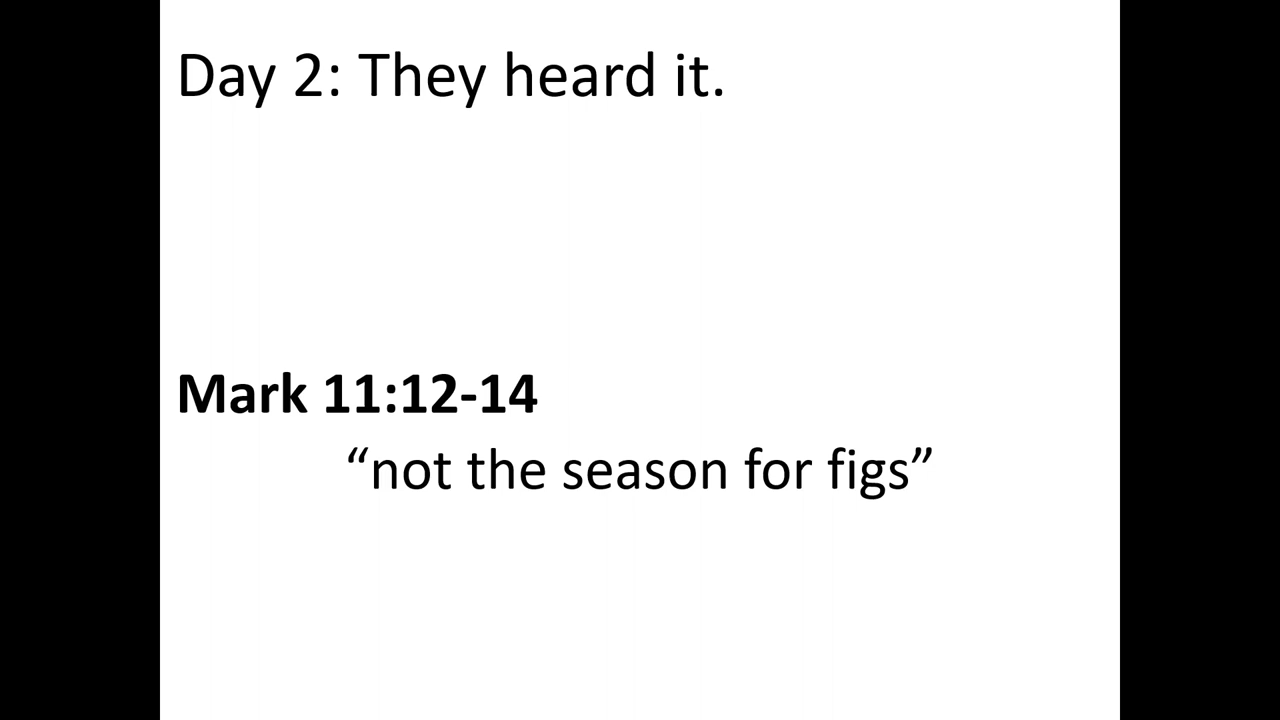 Day 2: They heard it.
Mark 11:12-14
“not the season for figs”